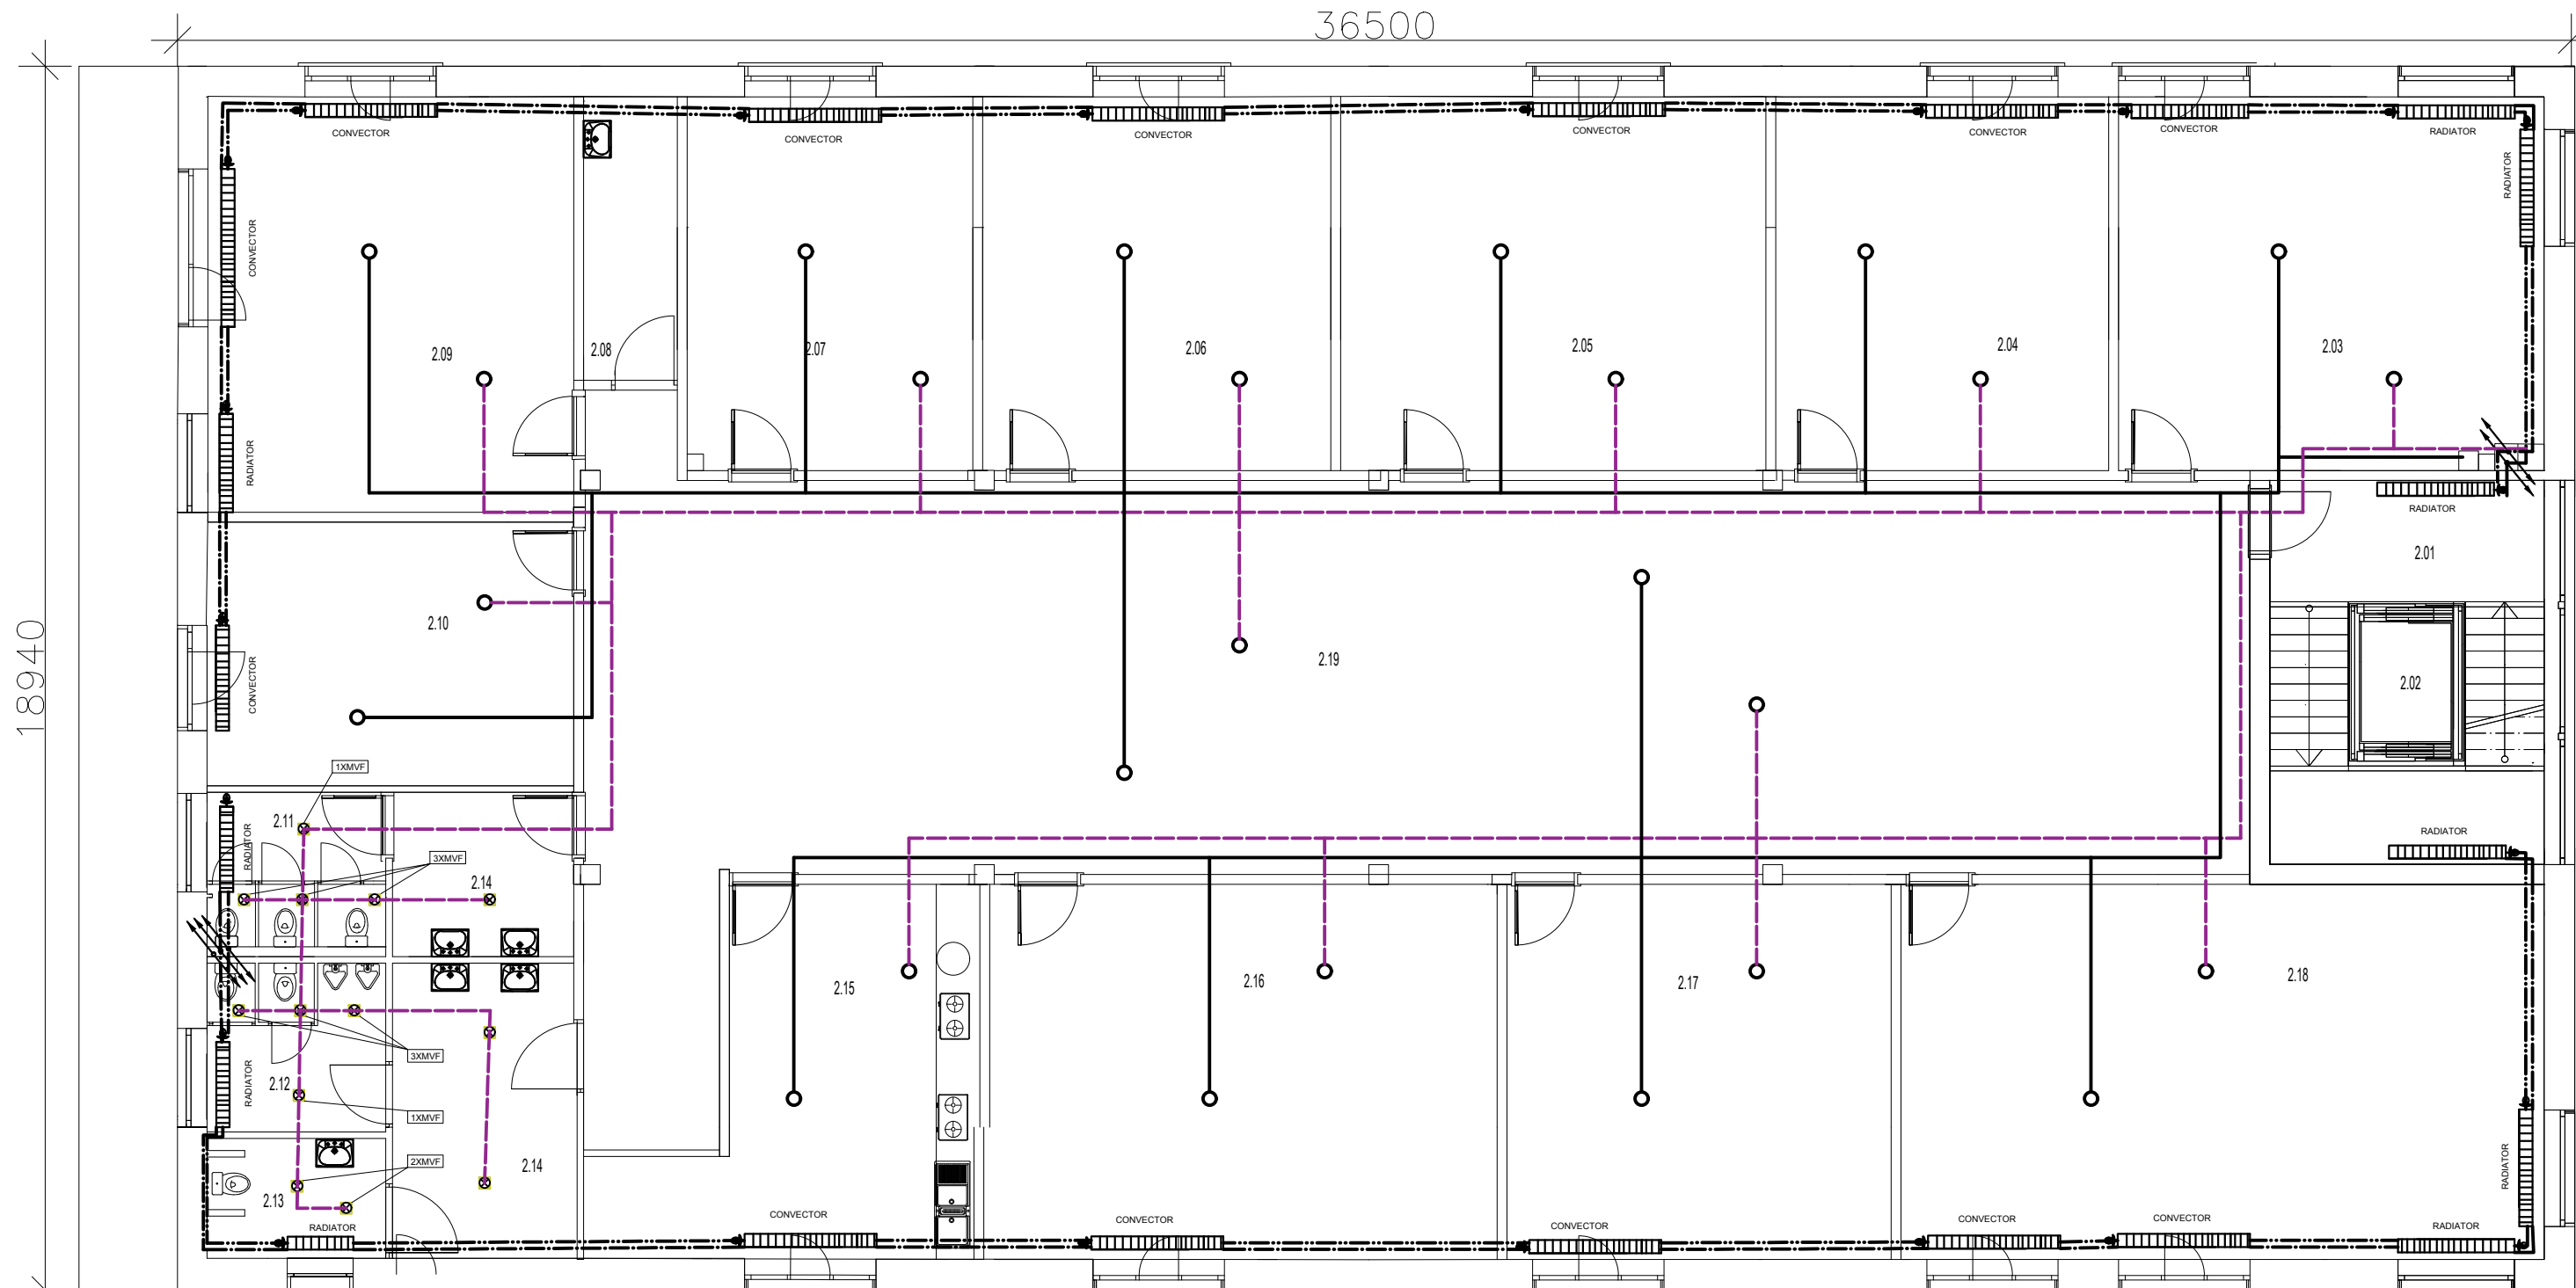 36500
CONVECTOR
CONVECTOR
CONVECTOR
CONVECTOR
CONVECTOR
CONVECTOR
RADIATOR
RADIATOR
CONVECTOR
2.09
2.08
2.07
2.06
2.05
2.04
2.03
RADIATOR
RADIATOR
2.01
2.10
18940
2.19
CONVECTOR
2.02
1XMVF
2.11
RADIATOR
RADIATOR
3XMVF
2.14
2.15
2.16
2.17
2.18
3XMVF
2.12
RADIATOR
1XMVF
2XMVF
2.14
2.13
RADIATOR
RADIATOR
CONVECTOR
CONVECTOR
CONVECTOR
CONVECTOR
CONVECTOR
RADIATOR